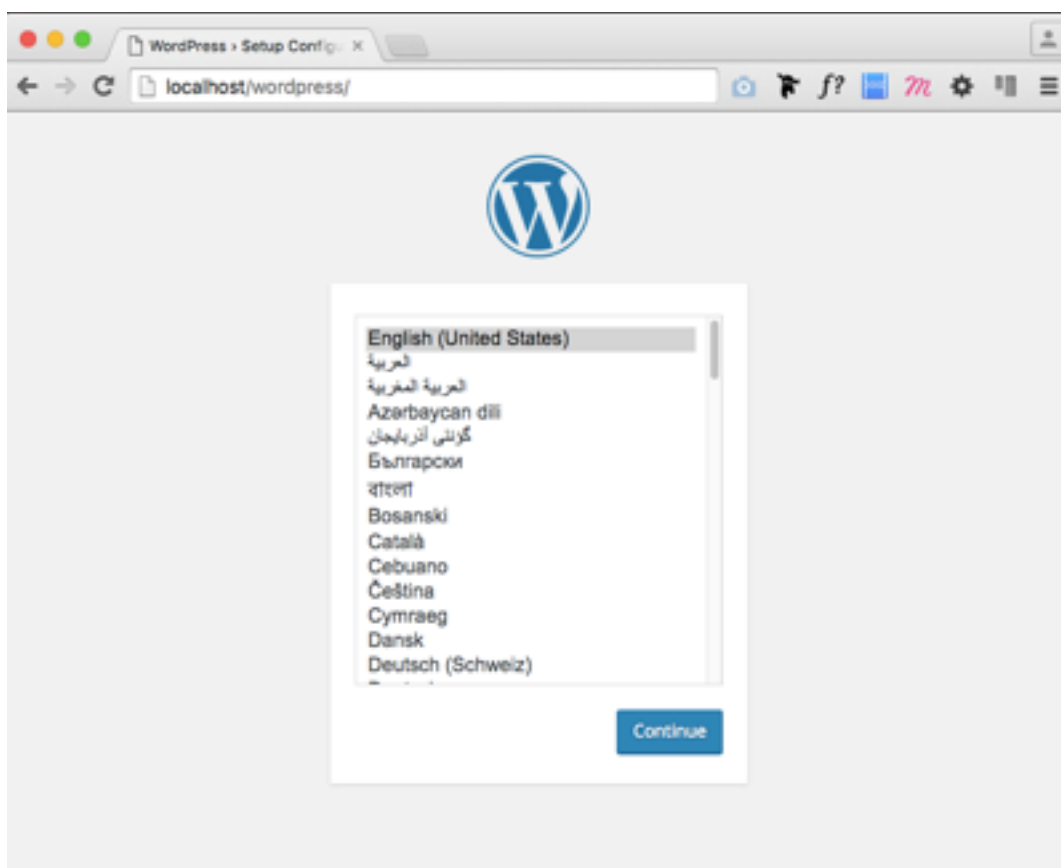 WordPress › Setup Config
localhost/wordpress/
f?
W
English (United States)
العربية
العربية المغربية
Azərbaycan dili
گؤنئی آذربایجان
Български
বাংলা
Bosanski
Català
Cebuano
Čeština
Cymraeg
Dansk
Deutsch (Schweiz)
Continue